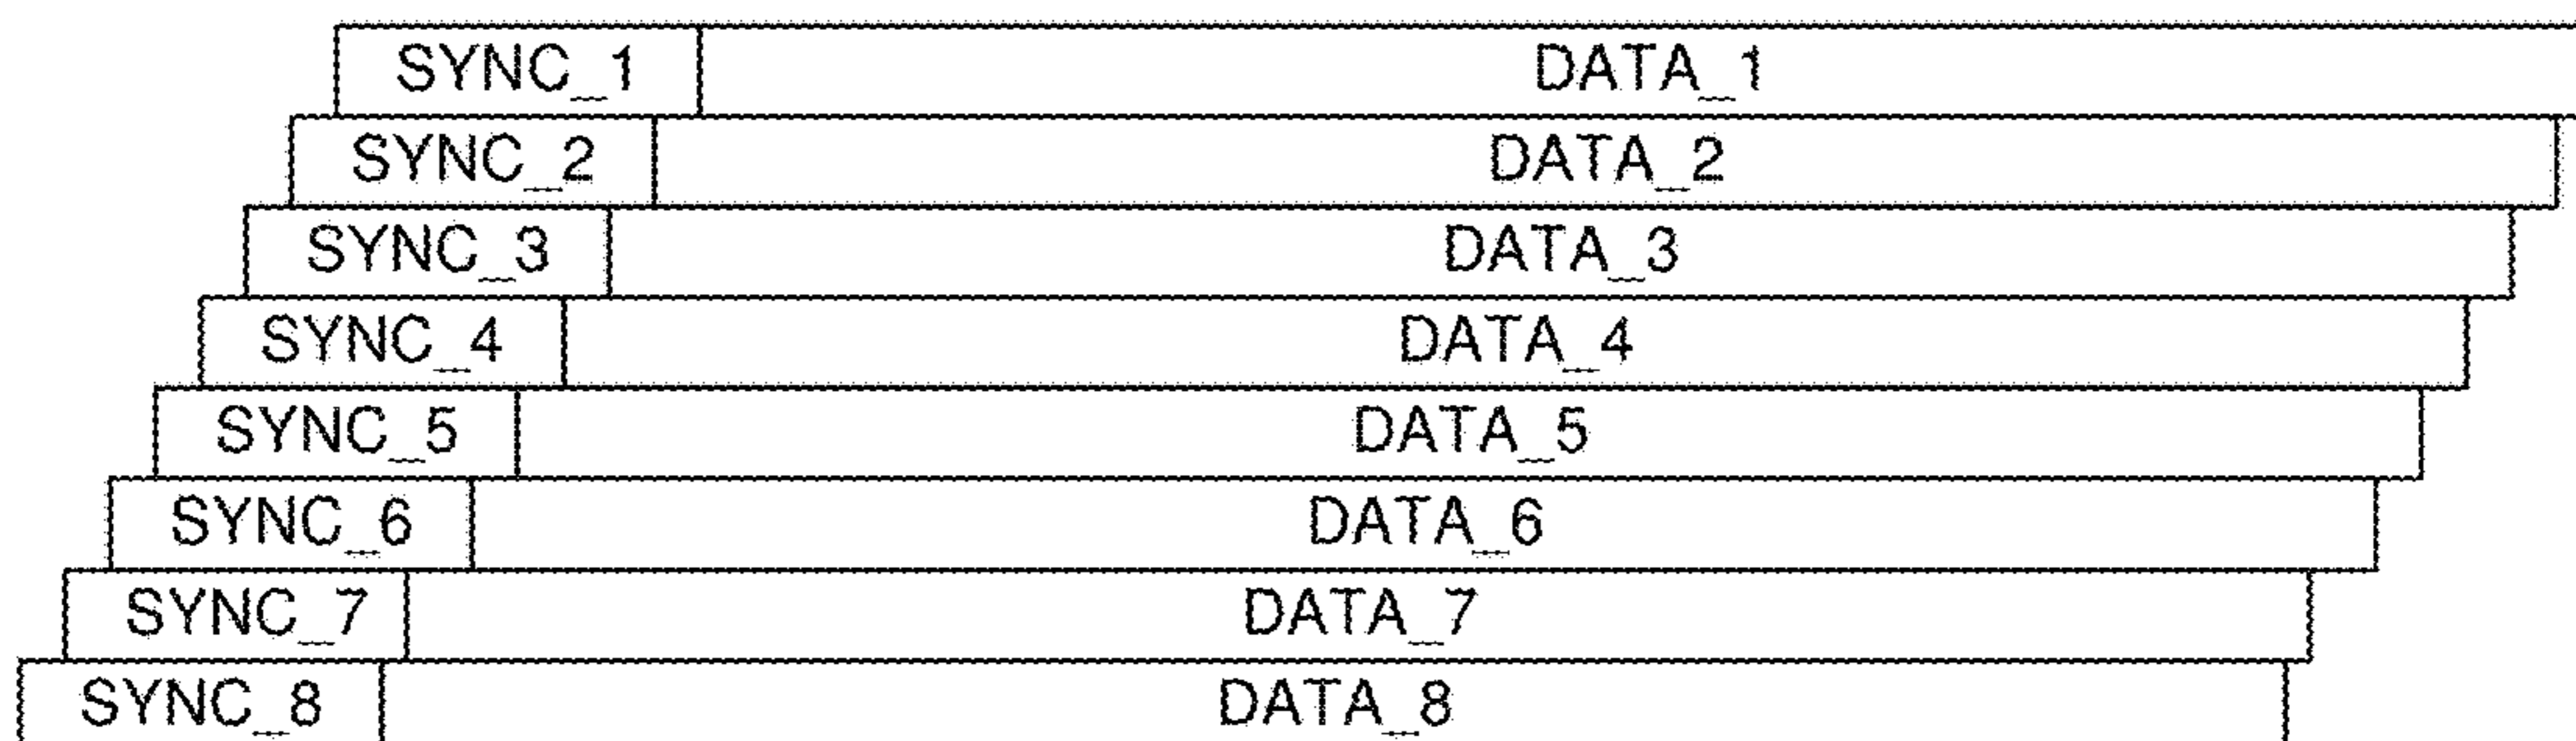 SYNC_1 DATA_1
SYNC_2 DATA_2
SYNC_3 DATA_3
SYNC_4 DATA_4
SYNC_5 DATA_5
SYNC_6 DATA_6
SYNC_7 DATA_7
SYNC_8 DATA_8